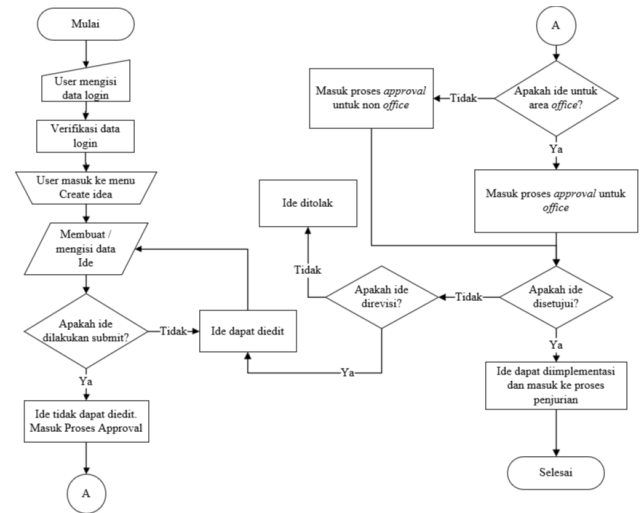 Mulai
User mengisi
data login
Verifikasi data
login
User masuk ke menu
Create idea
Membuat /
mengisi data
Ide
Apakah ide
dilakukan submit?
Tidak
Ide dapat diedit
Ya
Ide tidak dapat diedit.
Masuk Proses Approval
A
A
Apakah ide untuk
area office?
Tidak
Masuk proses approval
untuk non office
Ya
Masuk proses approval untuk
office
Apakah ide
disetujui?
Tidak
Apakah ide
direvisi?
Tidak
Ide ditolak
Ya
Ya
Ide dapat diimplementasi
dan masuk ke proses
penjurian
Selesai